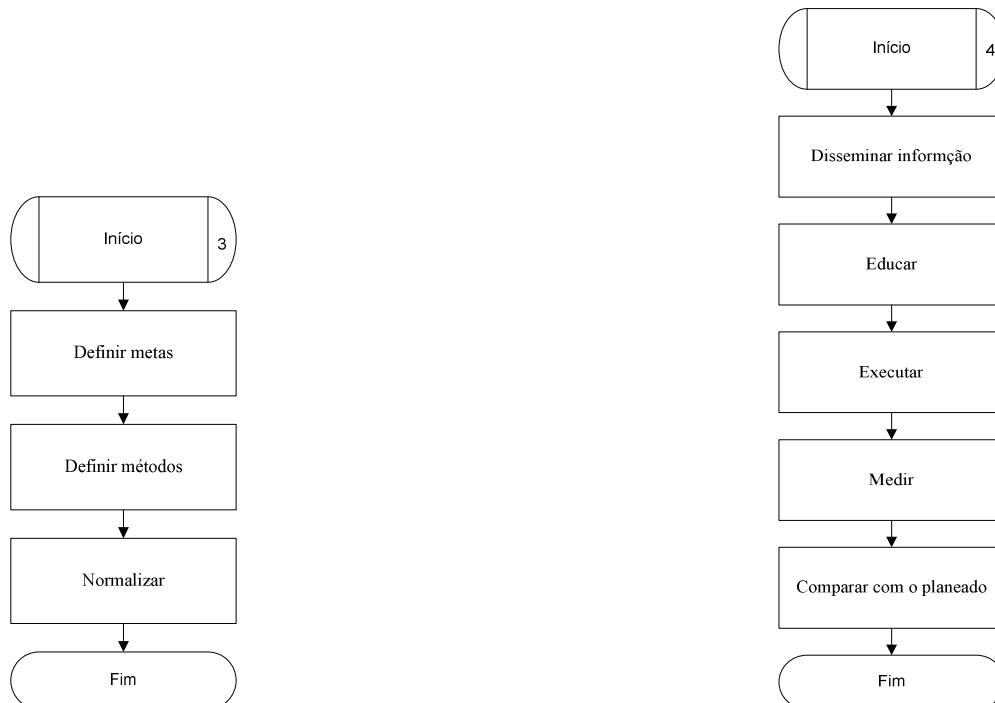 Início
3
Definir metas
Definir métodos
Normalizar
Fim
Início
4
Disseminar informção
Educar
Executar
Medir
Comparar com o planeado
Fim